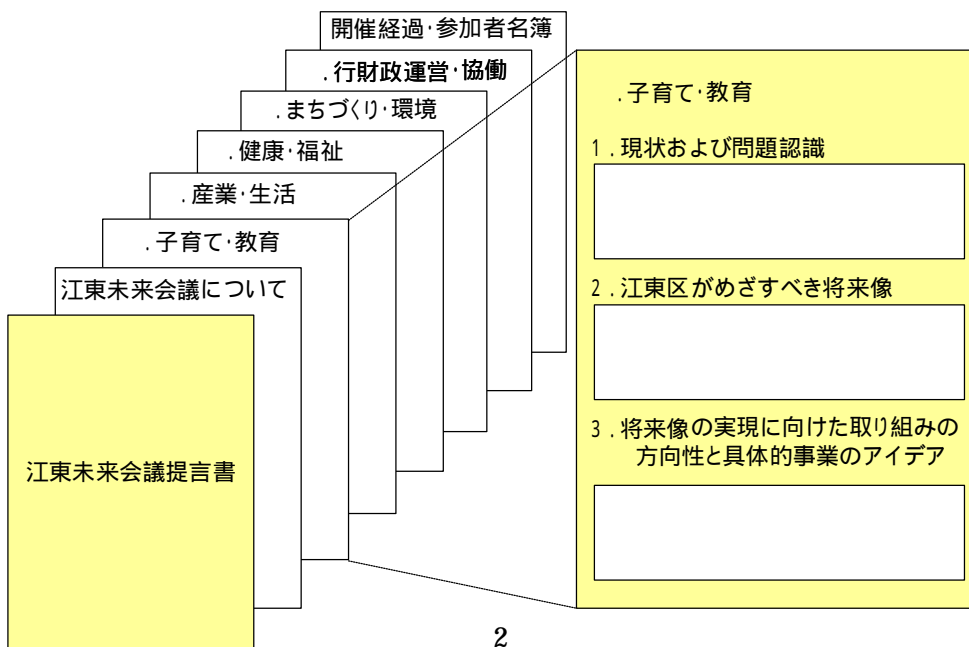 開催経過･参加者名簿
．行財政運営･協働
．まちづくり･環境
．健康･福祉
．産業･生活
．子育て･教育
江東未来会議について
江東未来会議提言書
．子育て･教育
１．現状および問題認識
２．江東区がめざすべき将来像
３．将来像の実現に向けた取り組みの
方向性と具体的事業のアイデア
2